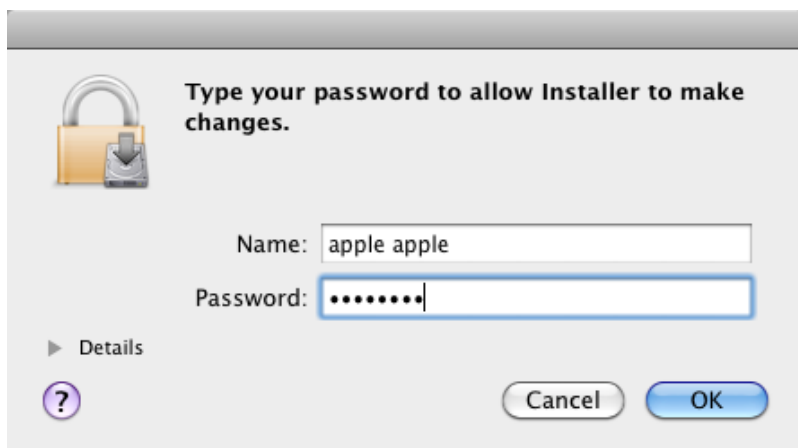 Type your password to allow Installer to make
changes.
Name: apple apple
Password: ••••••••
Details
?
Cancel OK